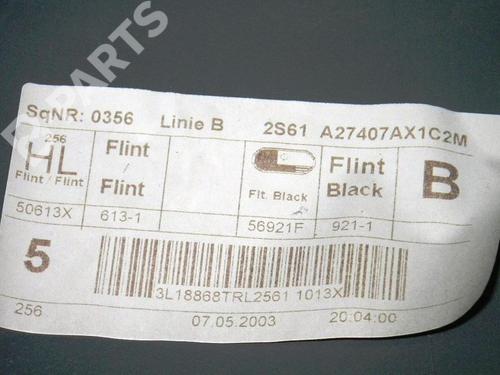 B PARTS
SqNR: 0356 Linie B 2S61 A27407AX1C2M
256
HL
Flint / Flint
Flint /
Flint
Flt. Black
Flint
Black
B
50613X 613-1 56921F 921-1
5
3L18868TRL2561 1013X
256 07.05.2003 20:04:00